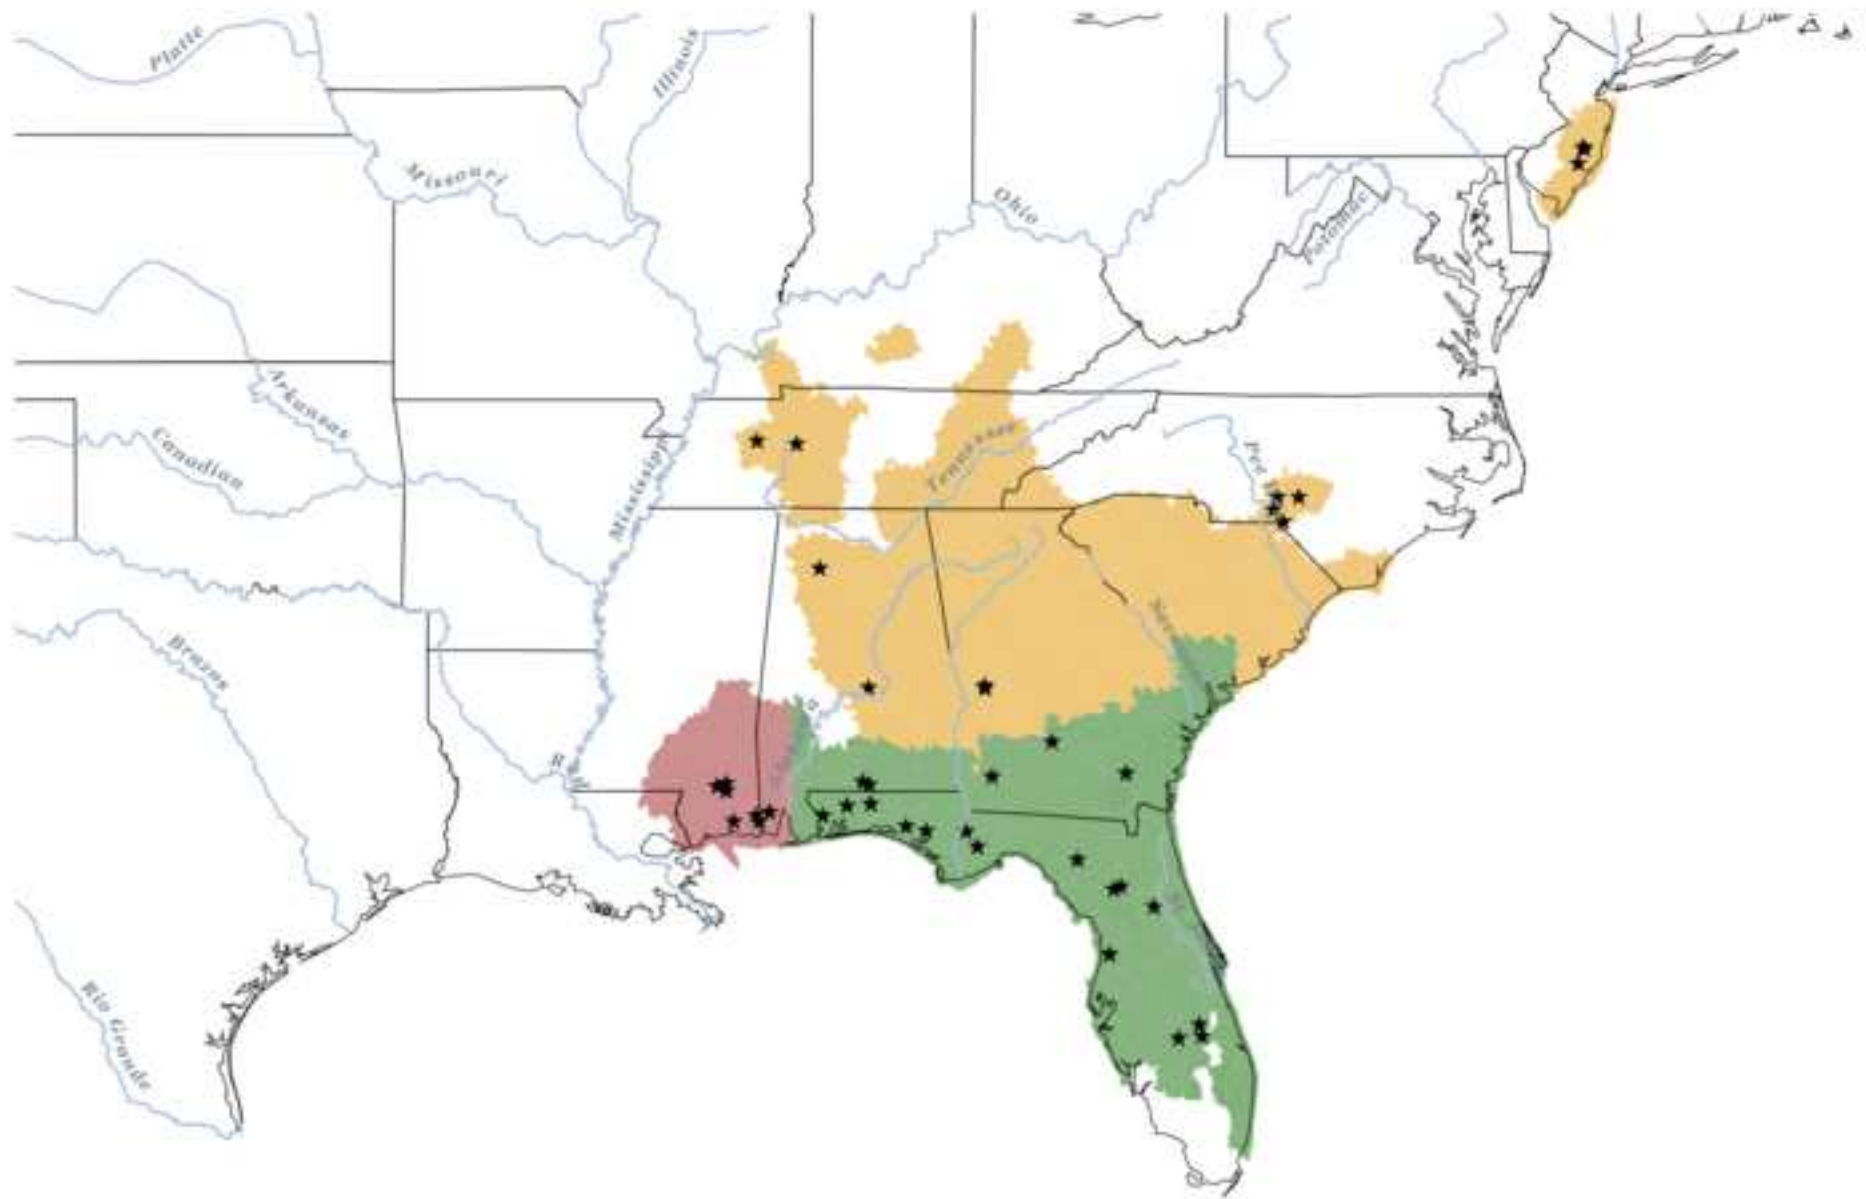 Platte
Illinois
Missouri
Ohio
Potomac
Arkansas
Canadian
Mississippi
Tennessee
Pee
Brazos
Red
Rio Grande